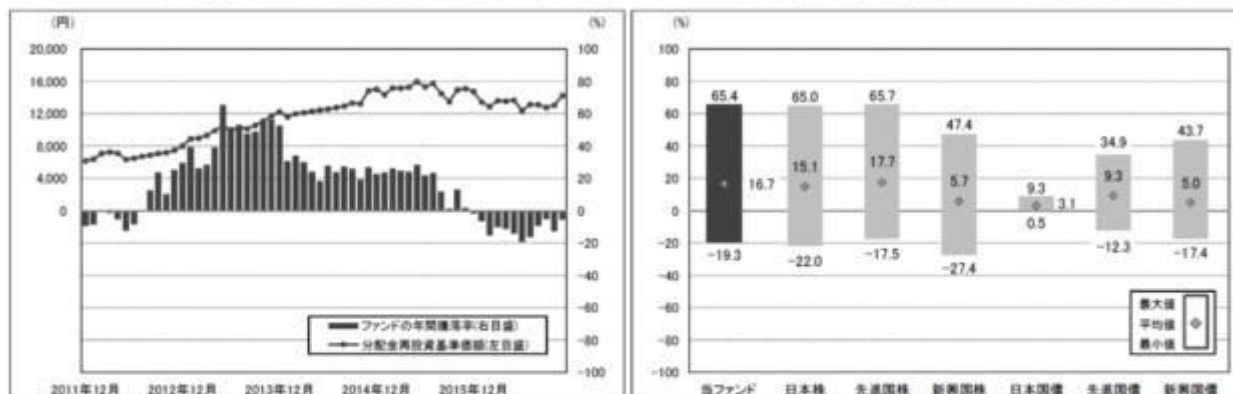 (円)
(%)
20,000
16,000
12,000
8,000
4,000
0
100
80
60
40
20
0
-20
-40
-60
-80
-100
ファンドの年間騰落率(右目盛)
分配金再投資基準価額(左目盛)
2011年12月
2012年12月
2013年12月
2014年12月
2015年12月
(%)
100
80
60
40
20
0
-20
-40
-60
-80
-100
65.4
65.0
65.7
47.4
9.3
34.9
43.7
16.7
15.1
17.7
5.7
3.1
9.3
5.0
-19.3
-22.0
-17.5
-27.4
0.5
-12.3
-17.4
最大値
平均値
最小値
当ファンド
日本株
先進国株
新興国株
日本国債
先進国債
新興国債